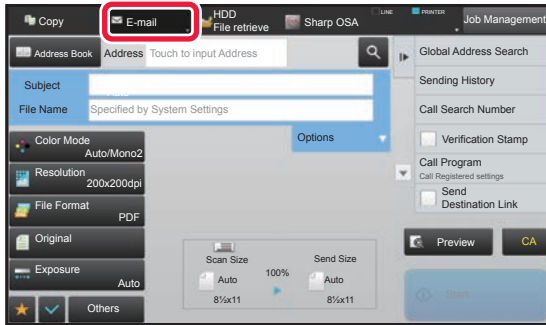 Copy
E-mail
HDD
File retrieve
Sharp OSA
LINE
PRINTER
Job Management
Address Book
Address
Touch to input Address
Global Address Search
Subject
Sending History
File Name
Specified by System Settings
Call Search Number
Options
Verification Stamp
Color Mode
Auto/Mono2
Call Program
Call Registered settings
Resolution
200x200dpi
Send
Destination Link
File Format
PDF
Original
Preview
CA
Scan Size
Send Size
Exposure
Auto
Auto
100%
Auto
8½x11
8½x11
Start
Others